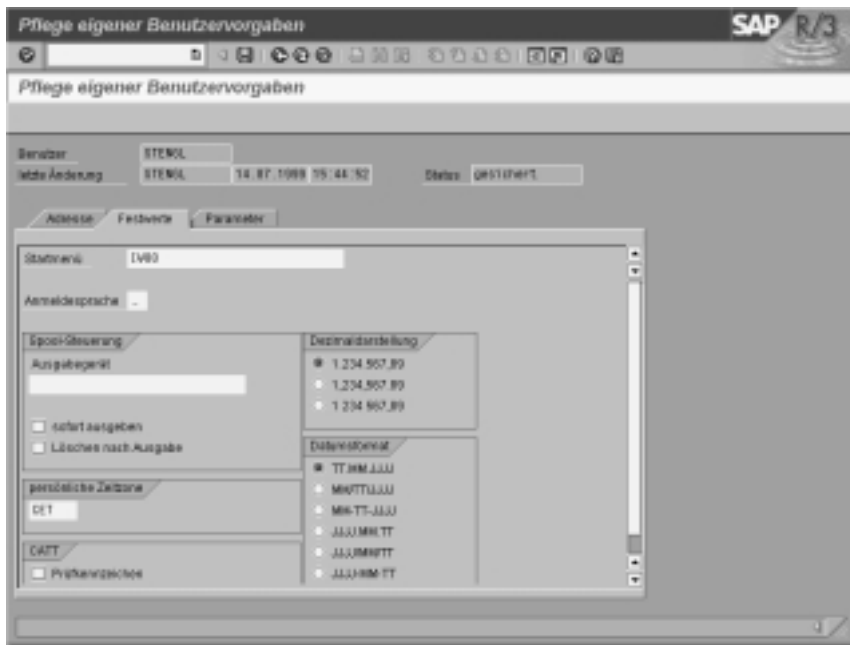 Pflege eigener Benutzervorgaben
SAP R/3
Pflege eigener Benutzervorgaben
Benutzer STENGL
letzte Änderung STENGL 14.07.1999 15:44:52 Status gesichert
Adresse Festwerte Parameter
Startmenü IW00
Anmeldesprache
Spool-Steuerung
Ausgabegerät
sofort ausgeben
Löschen nach Ausgabe
persönliche Zeitzone
CET
CATT
Prüfkennzeichen
Dezimaldarstellung
1.234.567,89
1,234,567.89
1 234 567,89
Datumsformat
TT.MM.JJJJ
MM/TT/JJJJ
MM-TT-JJJJ
JJJJ.MM.TT
JJJJ/MM/TT
JJJJ-MM-TT